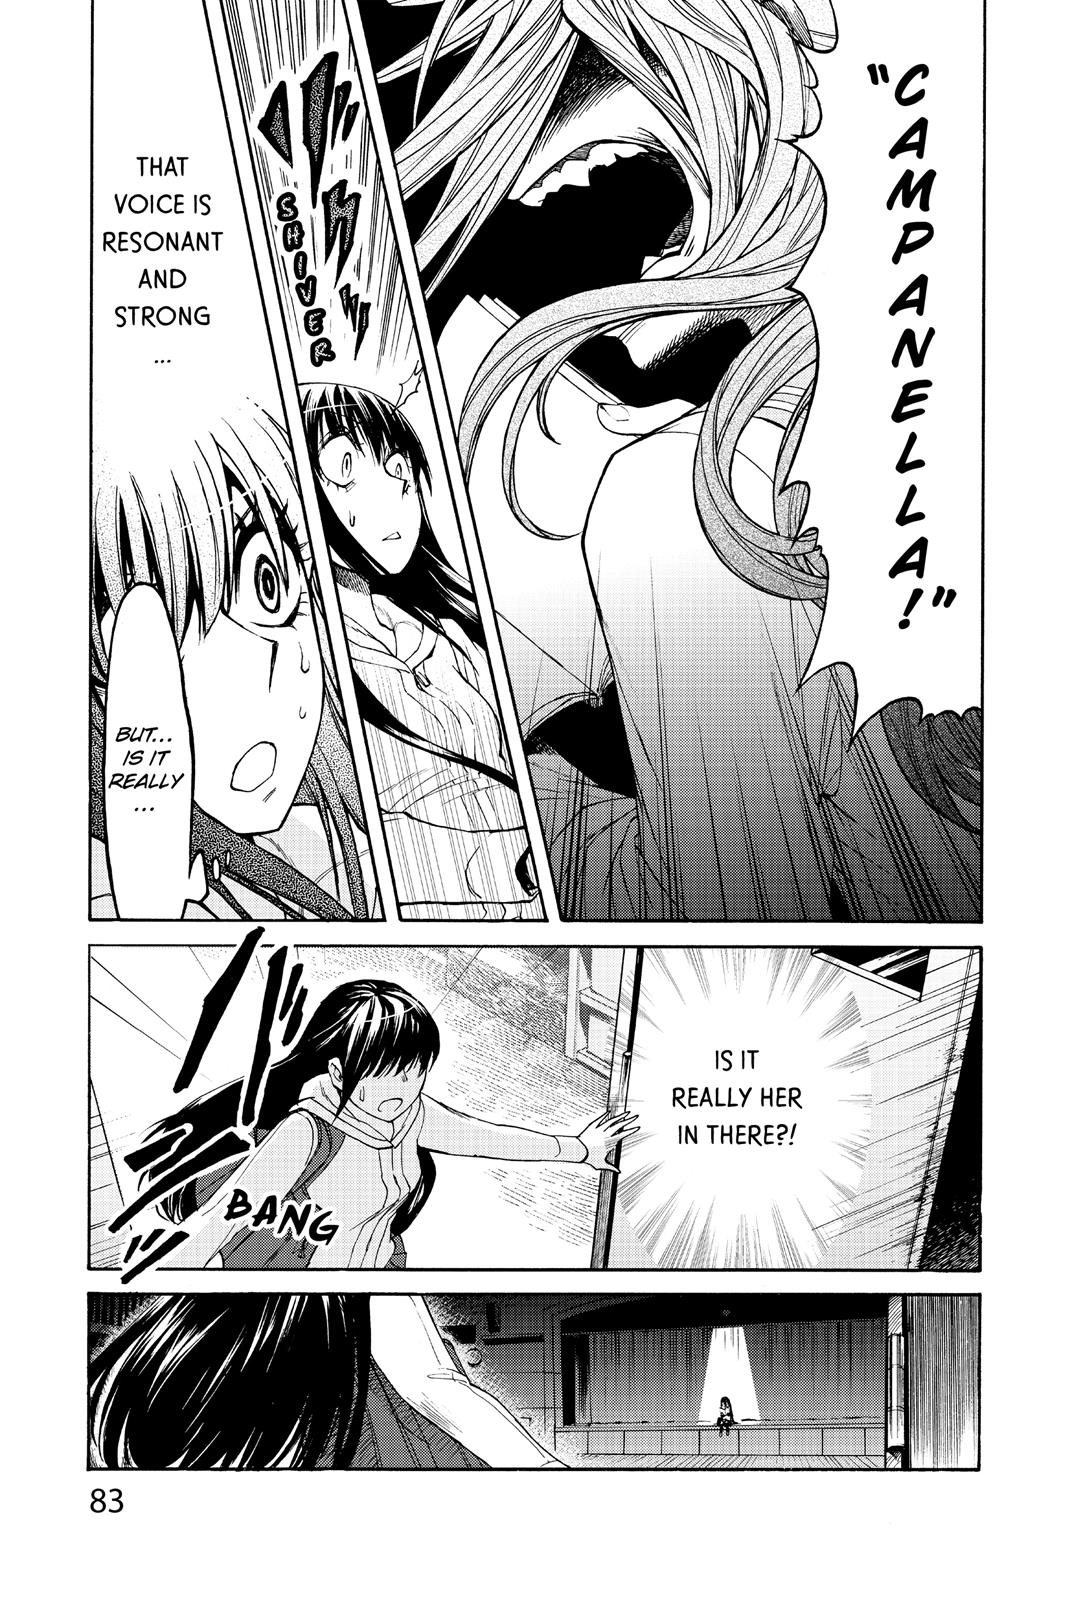 "CAMPANELLA!"
SHIVER
THAT
VOICE IS
RESONANT
AND
STRONG
...
BUT...
IS IT
REALLY
...
IS IT
REALLY HER
IN THERE?!
BANG
83